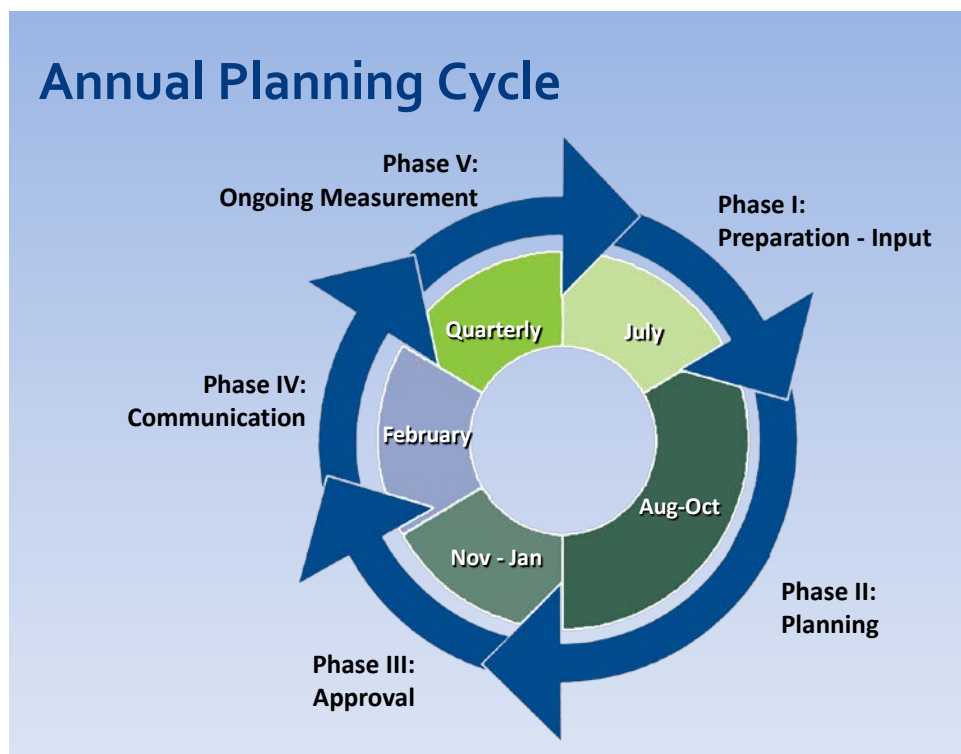 Annual Planning Cycle
Phase V:
Ongoing Measurement
Phase I:
Preparation - Input
Quarterly
July
Phase IV:
Communication
February
Aug-Oct
Nov - Jan
Phase II:
Planning
Phase III:
Approval